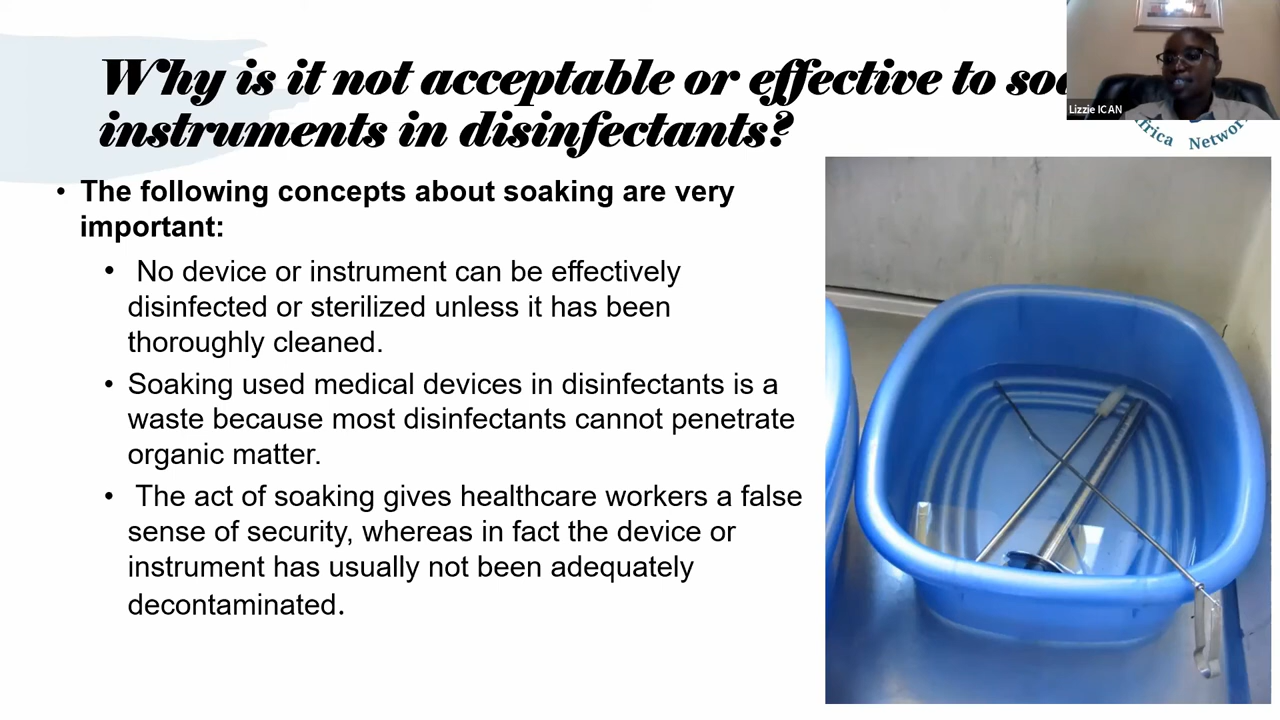 Why is it not acceptable or effective to
instruments in disinfectants?
Lizzie ICAN
Network
• The following concepts about soaking are very
important:
• No device or instrument can be effectively
disinfected or sterilized unless it has been
thoroughly cleaned.
• Soaking used medical devices in disinfectants is a
waste because most disinfectants cannot penetrate
organic matter.
• The act of soaking gives healthcare workers a false
sense of security, whereas in fact the device or
instrument has usually not been adequately
decontaminated.